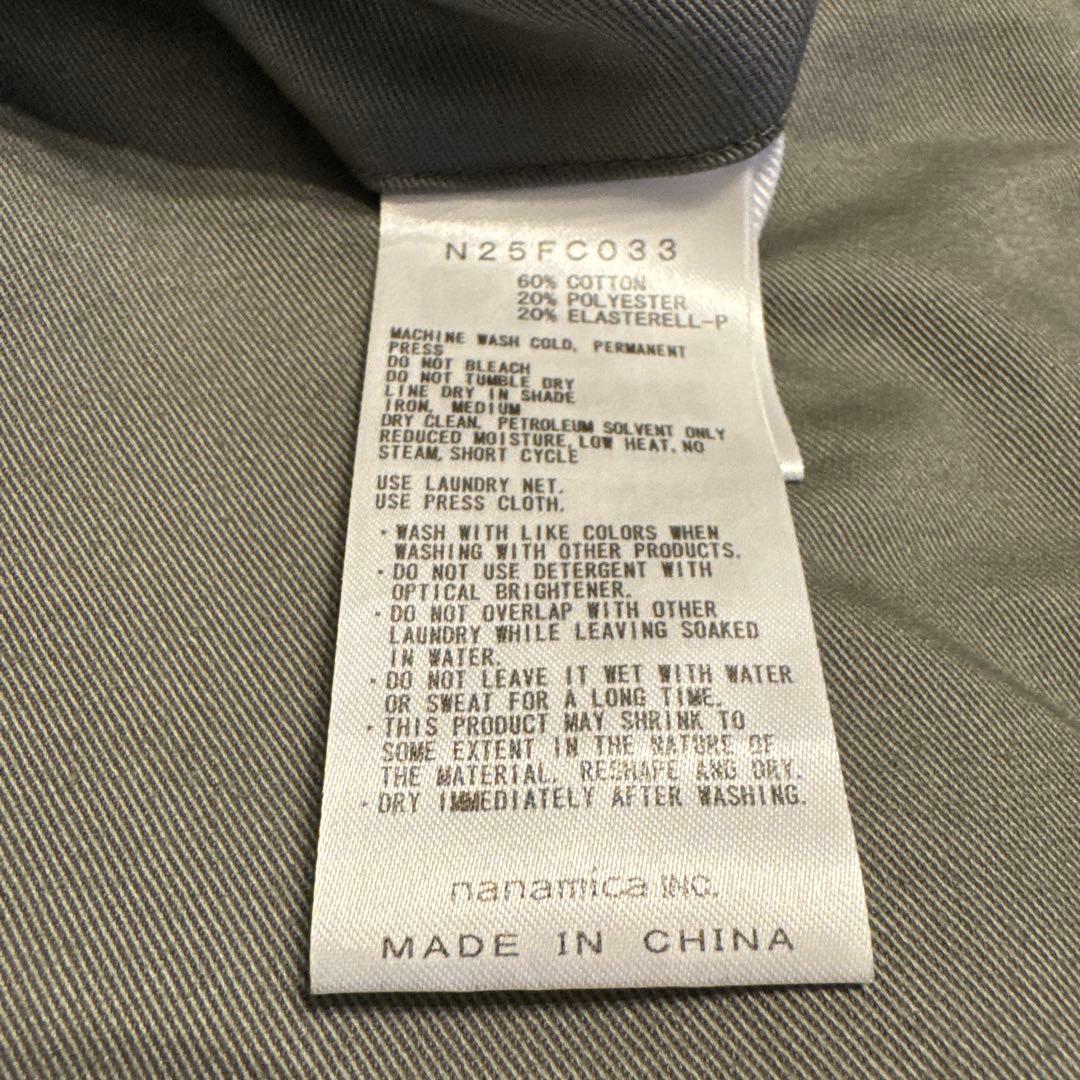 N25FC033
60% COTTON
20% POLYESTER
20% ELASTERELL-P
MACHINE WASH COLD, PERMANENT
PRESS
DO NOT BLEACH
DO NOT TUMBLE DRY
LINE DRY IN SHADE
IRON, MEDIUM
DRY CLEAN, PETROLEUM SOLVENT ONLY
REDUCED MOISTURE, LOW HEAT, NO
STEAM, SHORT CYCLE
USE LAUNDRY NET.
USE PRESS CLOTH.
・WASH WITH LIKE COLORS WHEN
WASHING WITH OTHER PRODUCTS.
・DO NOT USE DETERGENT WITH
OPTICAL BRIGHTENER.
・DO NOT OVERLAP WITH OTHER
LAUNDRY WHILE LEAVING SOAKED
IN WATER.
・DO NOT LEAVE IT WET WITH WATER
OR SWEAT FOR A LONG TIME.
・THIS PRODUCT MAY SHRINK TO
SOME EXTENT IN THE NATURE OF
THE MATERIAL. RESHAPE AND DRY.
・DRY IMMEDIATELY AFTER WASHING.
nanamica INC.
MADE IN CHINA